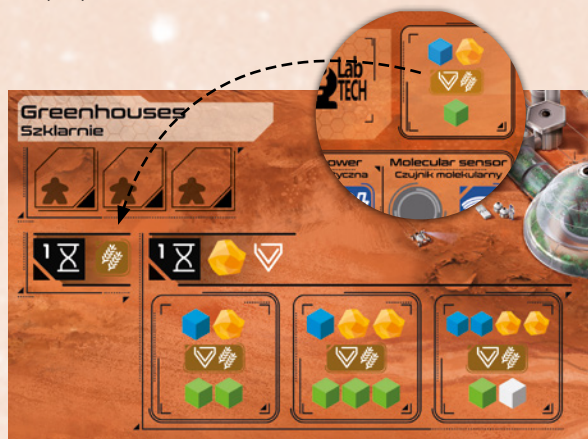 Lab
TECH
Greenhouses
Szklarnie
ower
yczna
Molecular sensor
Czujnik molekularny
1
1